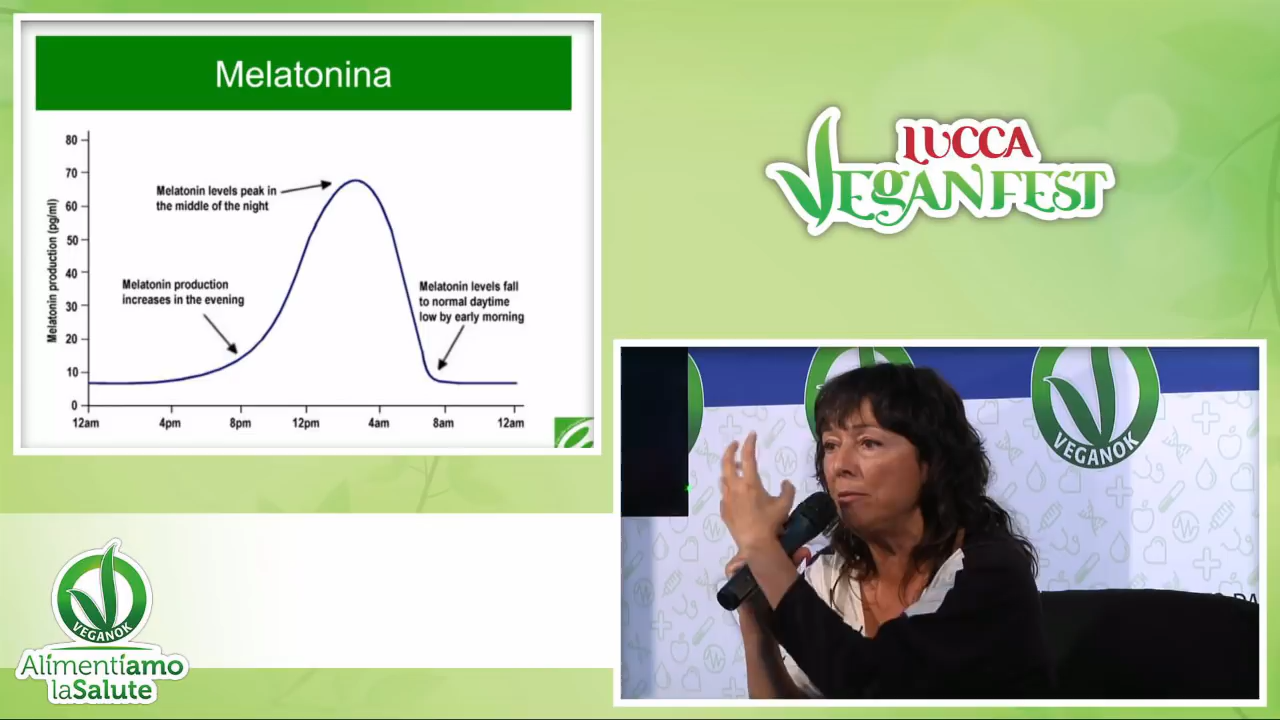 Melatonina
80
70
60
50
40
30
20
10
0
Melatonin production (pg/ml)
Melatonin levels peak in
the middle of the night
Melatonin production
increases in the evening
Melatonin levels fall
to normal daytime
low by early morning
12am 4pm 8pm 12pm 4am 8am 12am
LUCCA
VEGANFEST
VEGANOK
VEGANOK
Alimentiamo
laSalute